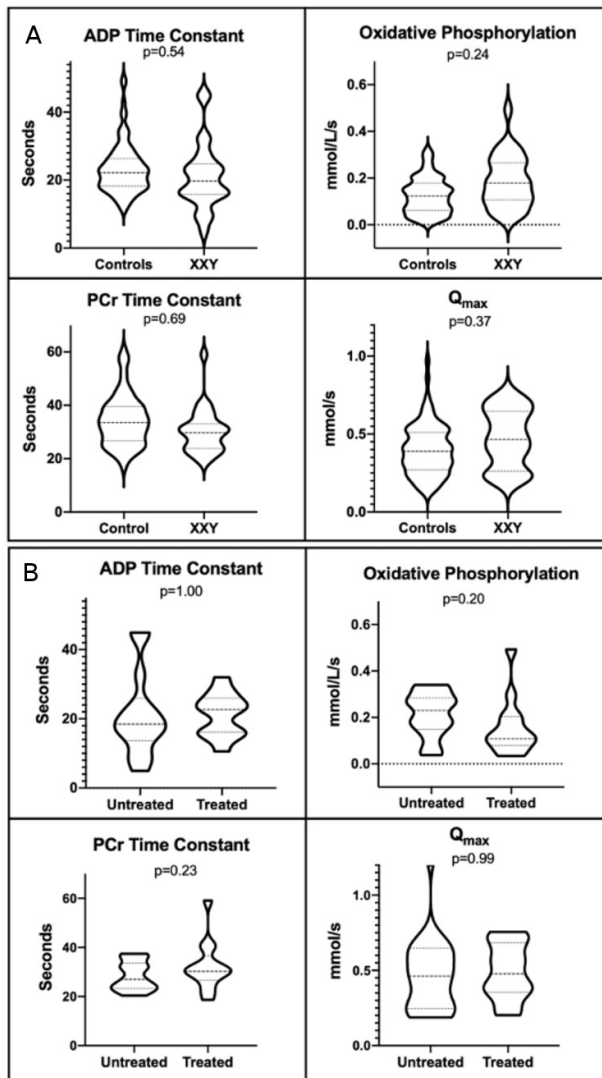 A
ADP Time Constant
p=0.54
Seconds
40
20
0
Controls XXY
Oxidative Phosphorylation
p=0.24
mmol/L/s
0.6
0.4
0.2
0.0
Controls XXY
PCr Time Constant
p=0.69
Seconds
60
40
20
0
Control XXY
Qmax
p=0.37
mmol/s
1.0
0.5
0.0
Controls XXY
B
ADP Time Constant
p=1.00
Seconds
40
20
0
Untreated Treated
Oxidative Phosphorylation
p=0.20
mmol/L/s
0.6
0.4
0.2
0.0
Untreated Treated
PCr Time Constant
p=0.23
Seconds
60
40
20
0
Untreated Treated
Qmax
p=0.99
mmol/s
1.0
0.5
0.0
Untreated Treated